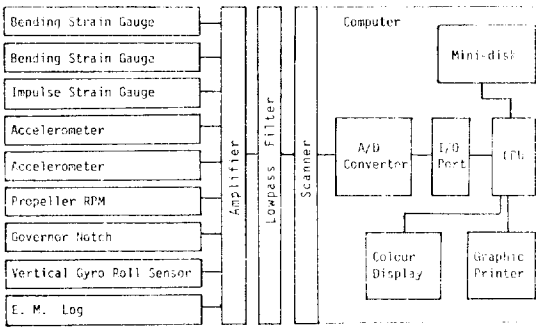 Bending Strain Gauge
Bending Strain Gauge
Impulse Strain Gauge
Accelerometer
Accelerometer
Propeller RPM
Governor Notch
Vertical Gyro Roll Sensor
E. M. Log
Amplifier
Lowpass Filter
Scanner
Computer
Mini-disk
A/D
Converter
I/O
Port
CPU
Colour
Display
Graphic
Printer